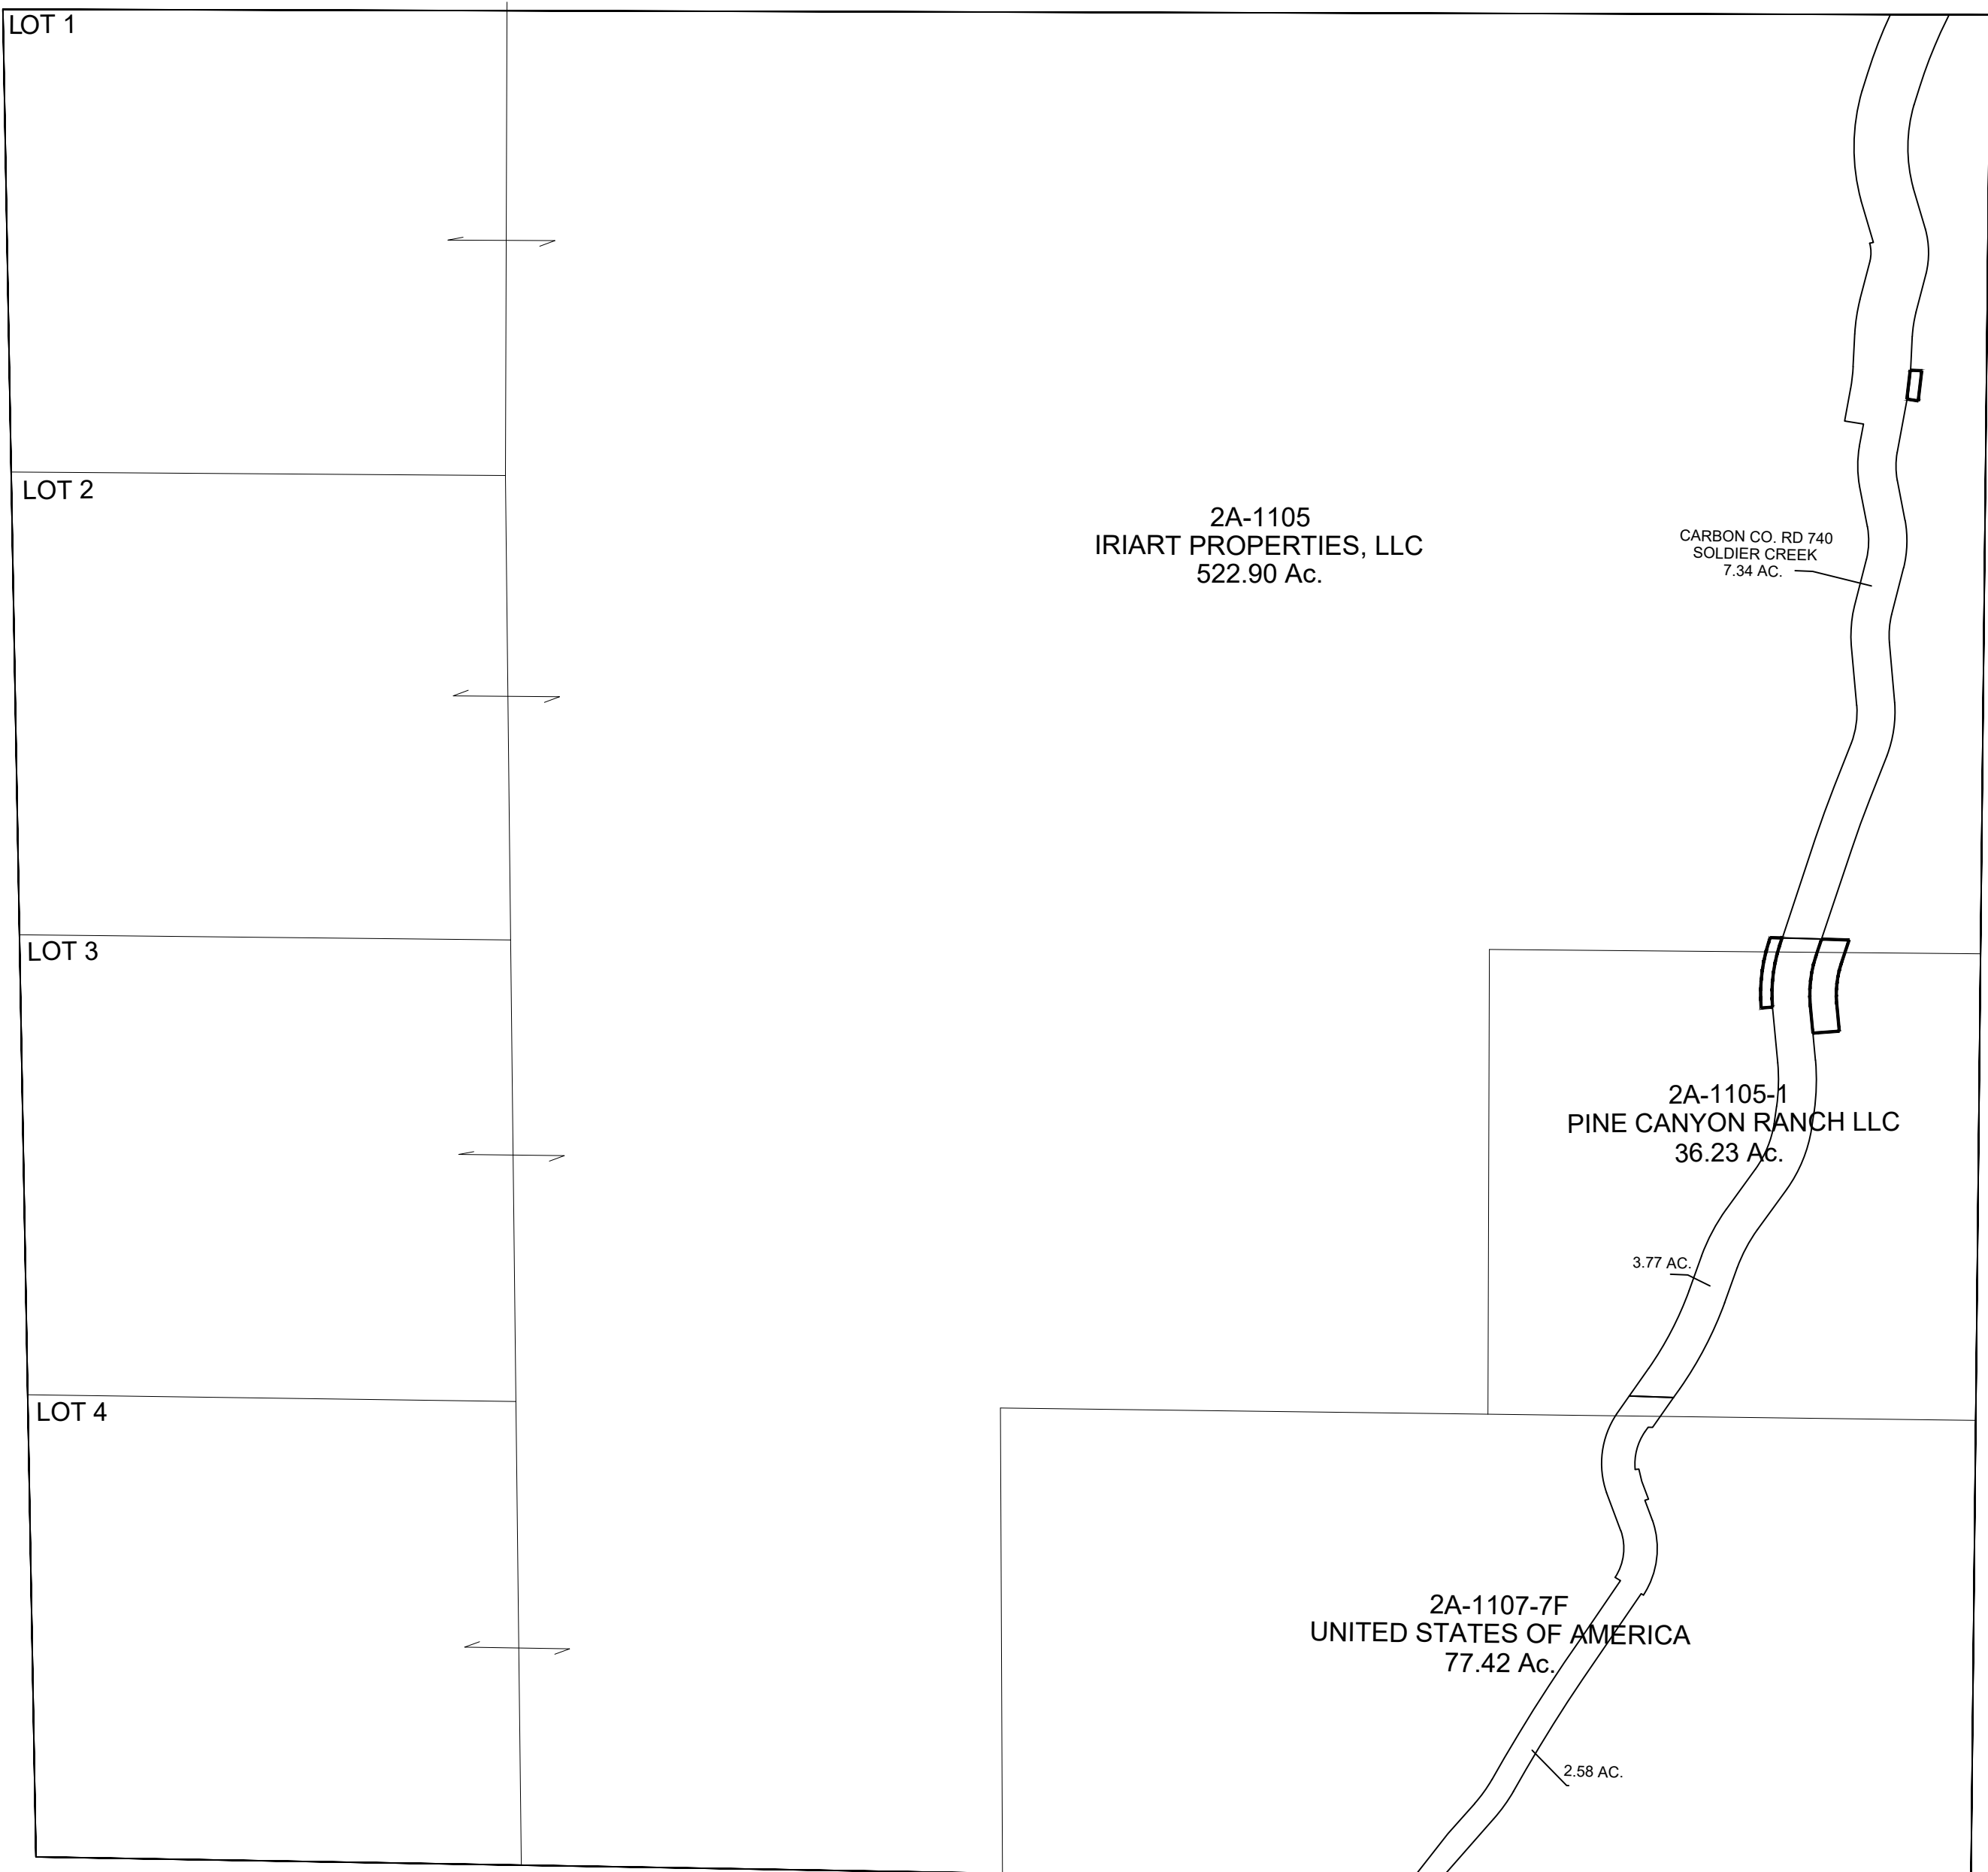 LOT 1
LOT 2
2A-1105
IRIART PROPERTIES, LLC
522.90 Ac.
CARBON CO. RD 740
SOLDIER CREEK
7.34 AC.
LOT 3
2A-1105-1
PINE CANYON RANCH LLC
36.23 Ac.
3.77 AC.
LOT 4
2A-1107-7F
UNITED STATES OF AMERICA
77.42 Ac.
2.58 AC.